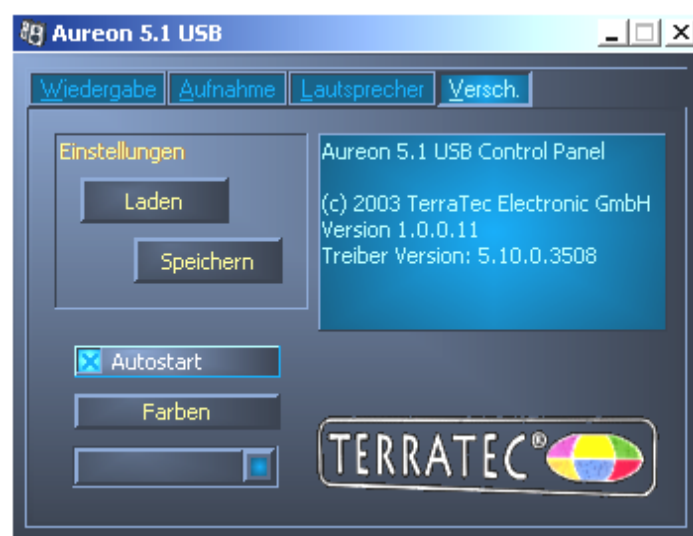 Aureon 5.1 USB
Wiedergabe Aufnahme Lautsprecher Versch.
Einstellungen
Laden
Speichern
Aureon 5.1 USB Control Panel
(c) 2003 TerraTec Electronic GmbH
Version 1.0.0.11
Treiber Version: 5.10.0.3508
Autostart
Farben
TERRATEC®